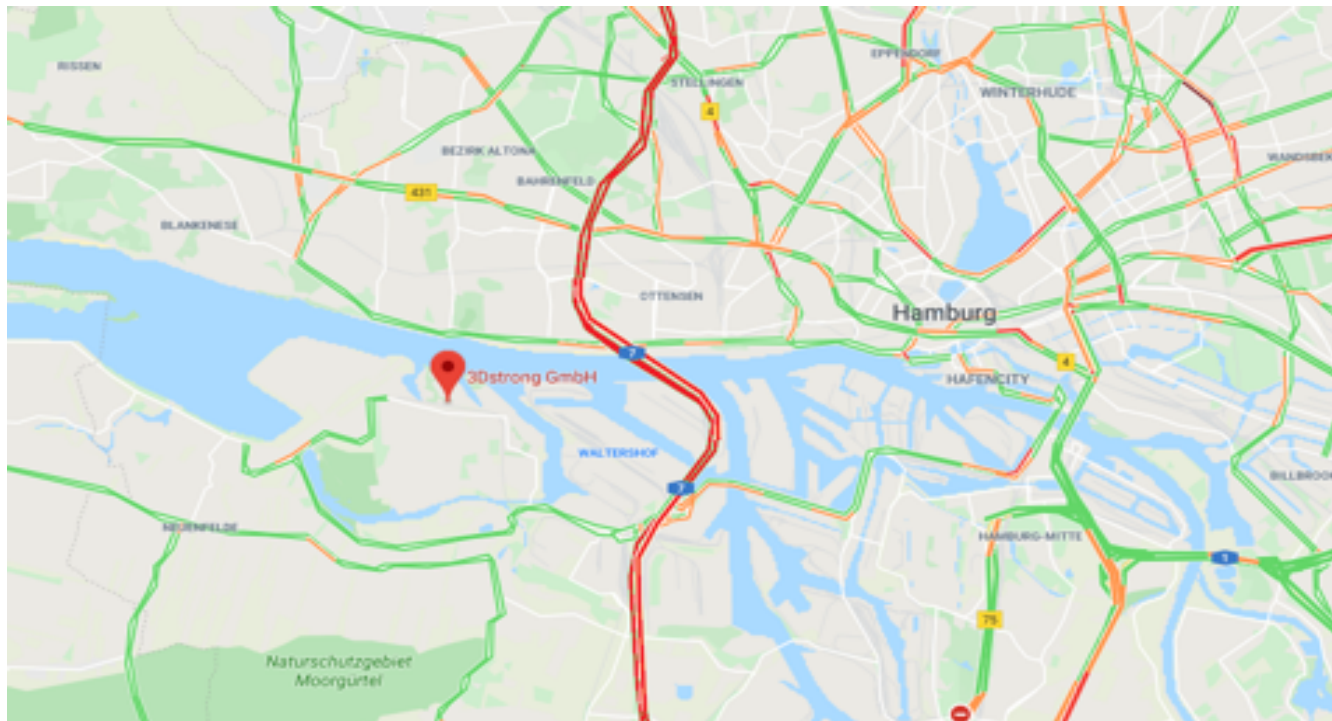 RISSEN
EPPENDORF
STELLINGEN
WINTERHUDE
4
BEZIRK ALTONA
WANDSBEK
BAHRENFELD
431
BLANKENESE
OTTENSEN
Hamburg
7
4
3Dstrong GmbH
HAFENCITY
WALTERSHOF
7
BILLBROOK
NEUENFELDE
HAMBURG-MITTE
1
75
Naturschutzgebiet
Moorgürtel